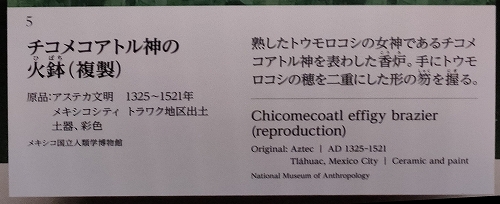 5
チコメコアトル神の
火鉢(複製)
ひばち
原品:アステカ文明　1325～1521年
メキシコシティ　トラワク地区出土
土器、彩色
メキシコ国立人類学博物館
熟したトウモロコシの女神であるチコメ
コアトル神を表わした香炉。手にトウモ
ロコシの穂を二重にした形の笏を握る。
Chicomecoatl effigy brazier
(reproduction)
Original: Aztec | AD 1325-1521
Tláhuac, Mexico City | Ceramic and paint
National Museum of Anthropology